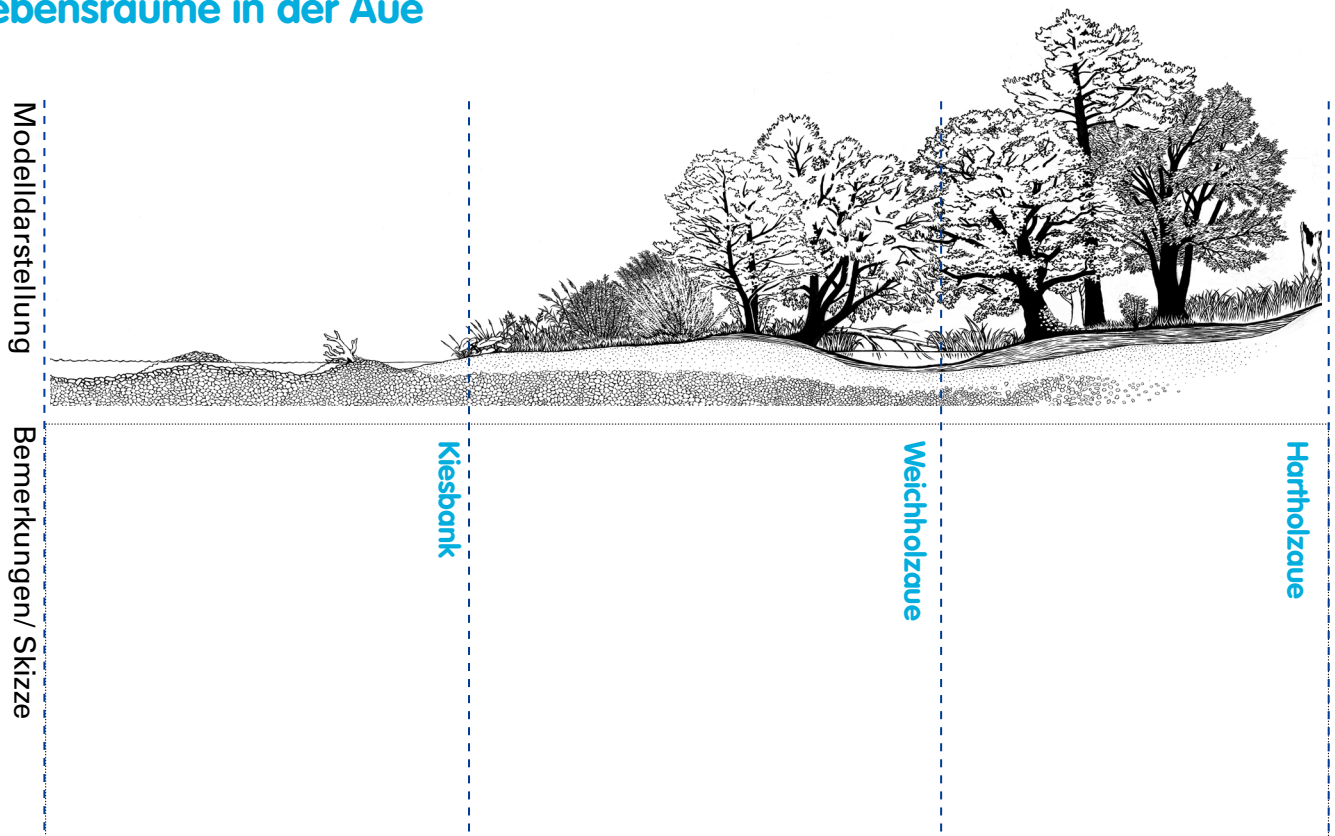 ebensräume in der Aue
Modelldarstellung
Bemerkungen/ Skizze
Kiesbank
Weichholzaue
Hartholzaue